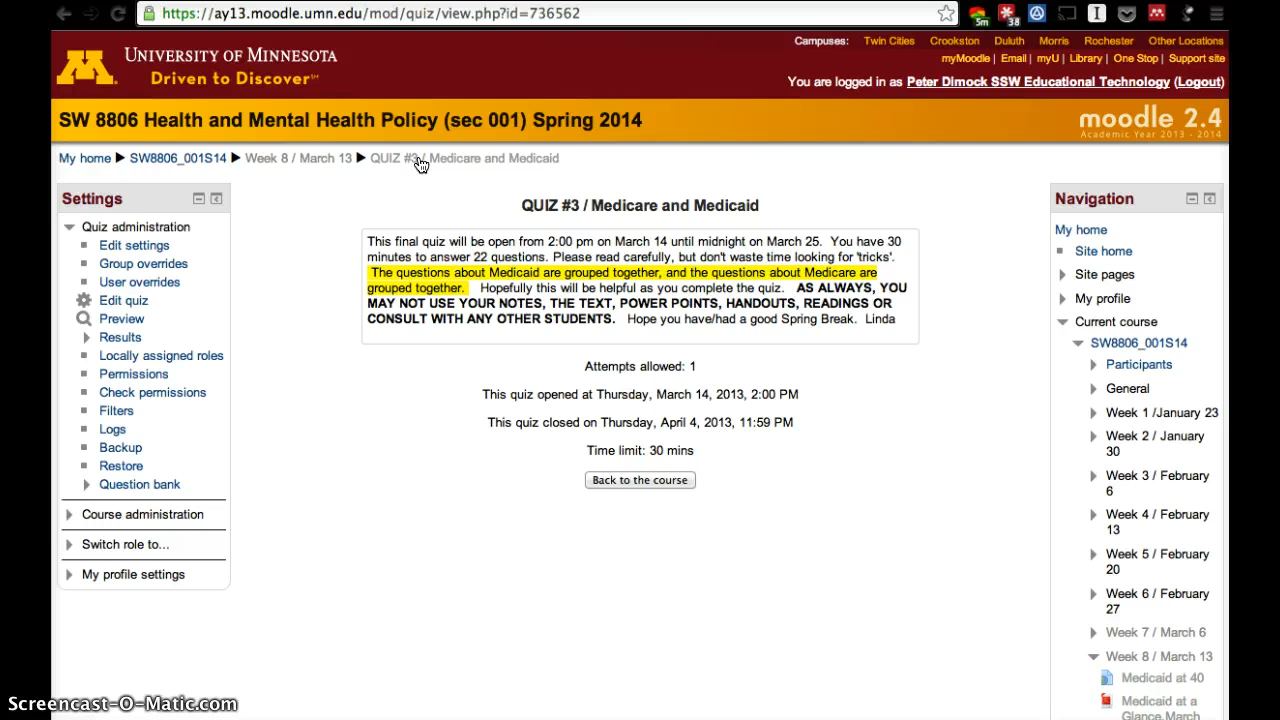 https://ay13.moodle.umn.edu/mod/quiz/view.php?id=736562
5m
38
UNIVERSITY OF MINNESOTA
Driven to Discover℠
Campuses: Twin Cities Crookston Duluth Morris Rochester Other Locations
myMoodle | Email | myU | Library | One Stop | Support site
You are logged in as Peter Dimock SSW Educational Technology (Logout)
SW 8806 Health and Mental Health Policy (sec 001) Spring 2014
moodle 2.4
Academic Year 2013 - 2014
My home ► SW8806_001S14 ► Week 8 / March 13 ► QUIZ #3 / Medicare and Medicaid
Settings
Quiz administration
Edit settings
Group overrides
User overrides
Edit quiz
Preview
Results
Locally assigned roles
Permissions
Check permissions
Filters
Logs
Backup
Restore
Question bank
Course administration
Switch role to...
My profile settings
QUIZ #3 / Medicare and Medicaid
This final quiz will be open from 2:00 pm on March 14 until midnight on March 25. You have 30
minutes to answer 22 questions. Please read carefully, but don't waste time looking for 'tricks'.
The questions about Medicaid are grouped together, and the questions about Medicare are
grouped together. Hopefully this will be helpful as you complete the quiz. AS ALWAYS, YOU
MAY NOT USE YOUR NOTES, THE TEXT, POWER POINTS, HANDOUTS, READINGS OR
CONSULT WITH ANY OTHER STUDENTS. Hope you have/had a good Spring Break. Linda
Attempts allowed: 1
This quiz opened at Thursday, March 14, 2013, 2:00 PM
This quiz closed on Thursday, April 4, 2013, 11:59 PM
Time limit: 30 mins
Back to the course
Navigation
My home
Site home
Site pages
My profile
Current course
SW8806_001S14
Participants
General
Week 1 /January 23
Week 2 / January
30
Week 3 / February
6
Week 4 / February
13
Week 5 / February
20
Week 6 / February
27
Week 7 / March 6
Week 8 / March 13
Medicaid at 40
Medicaid at a
Glance.March
Screencast-O-Matic.com